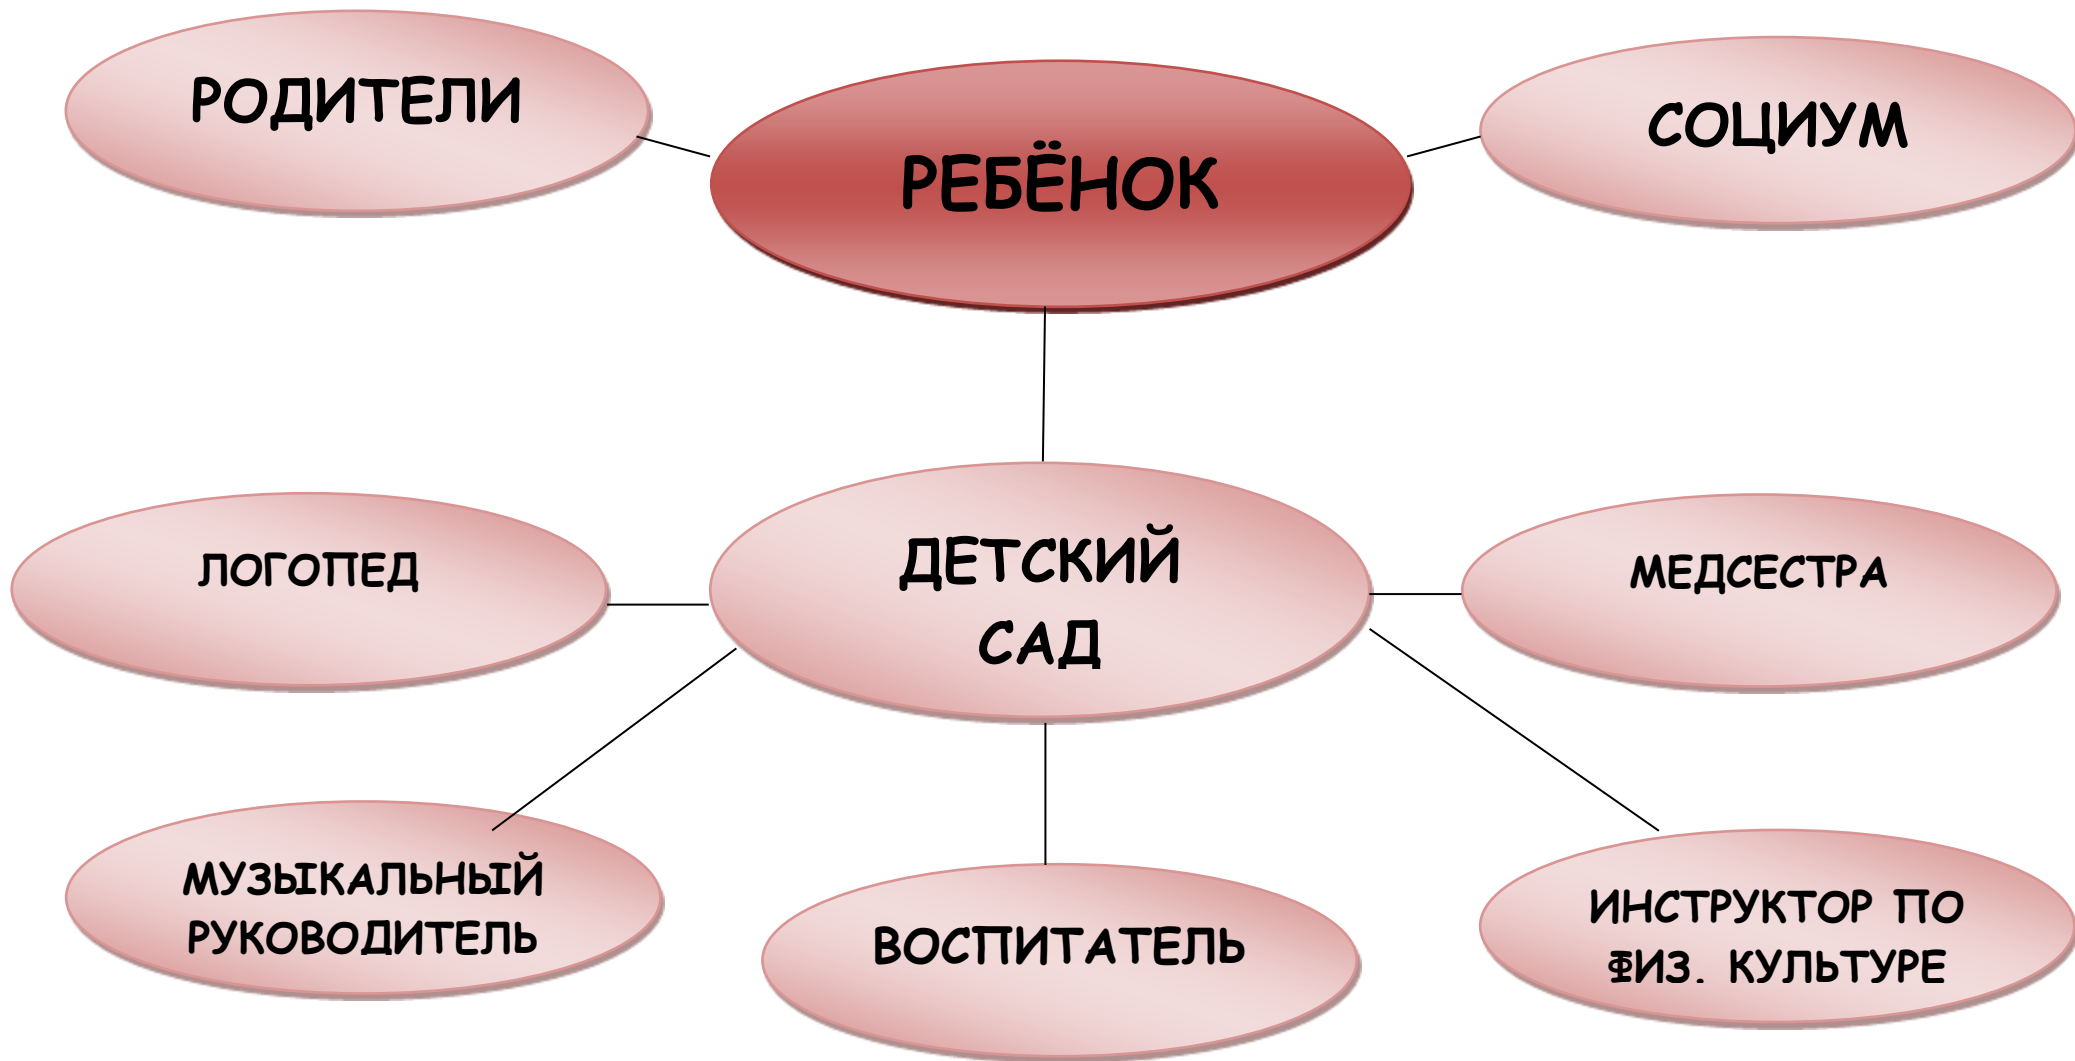 РОДИТЕЛИ
РЕБЁНОК
СОЦИУМ
ЛОГОПЕД
ДЕТСКИЙ
САД
МЕДСЕСТРА
МУЗЫКАЛЬНЫЙ
РУКОВОДИТЕЛЬ
ВОСПИТАТЕЛЬ
ИНСТРУКТОР ПО
ФИЗ. КУЛЬТУРЕ